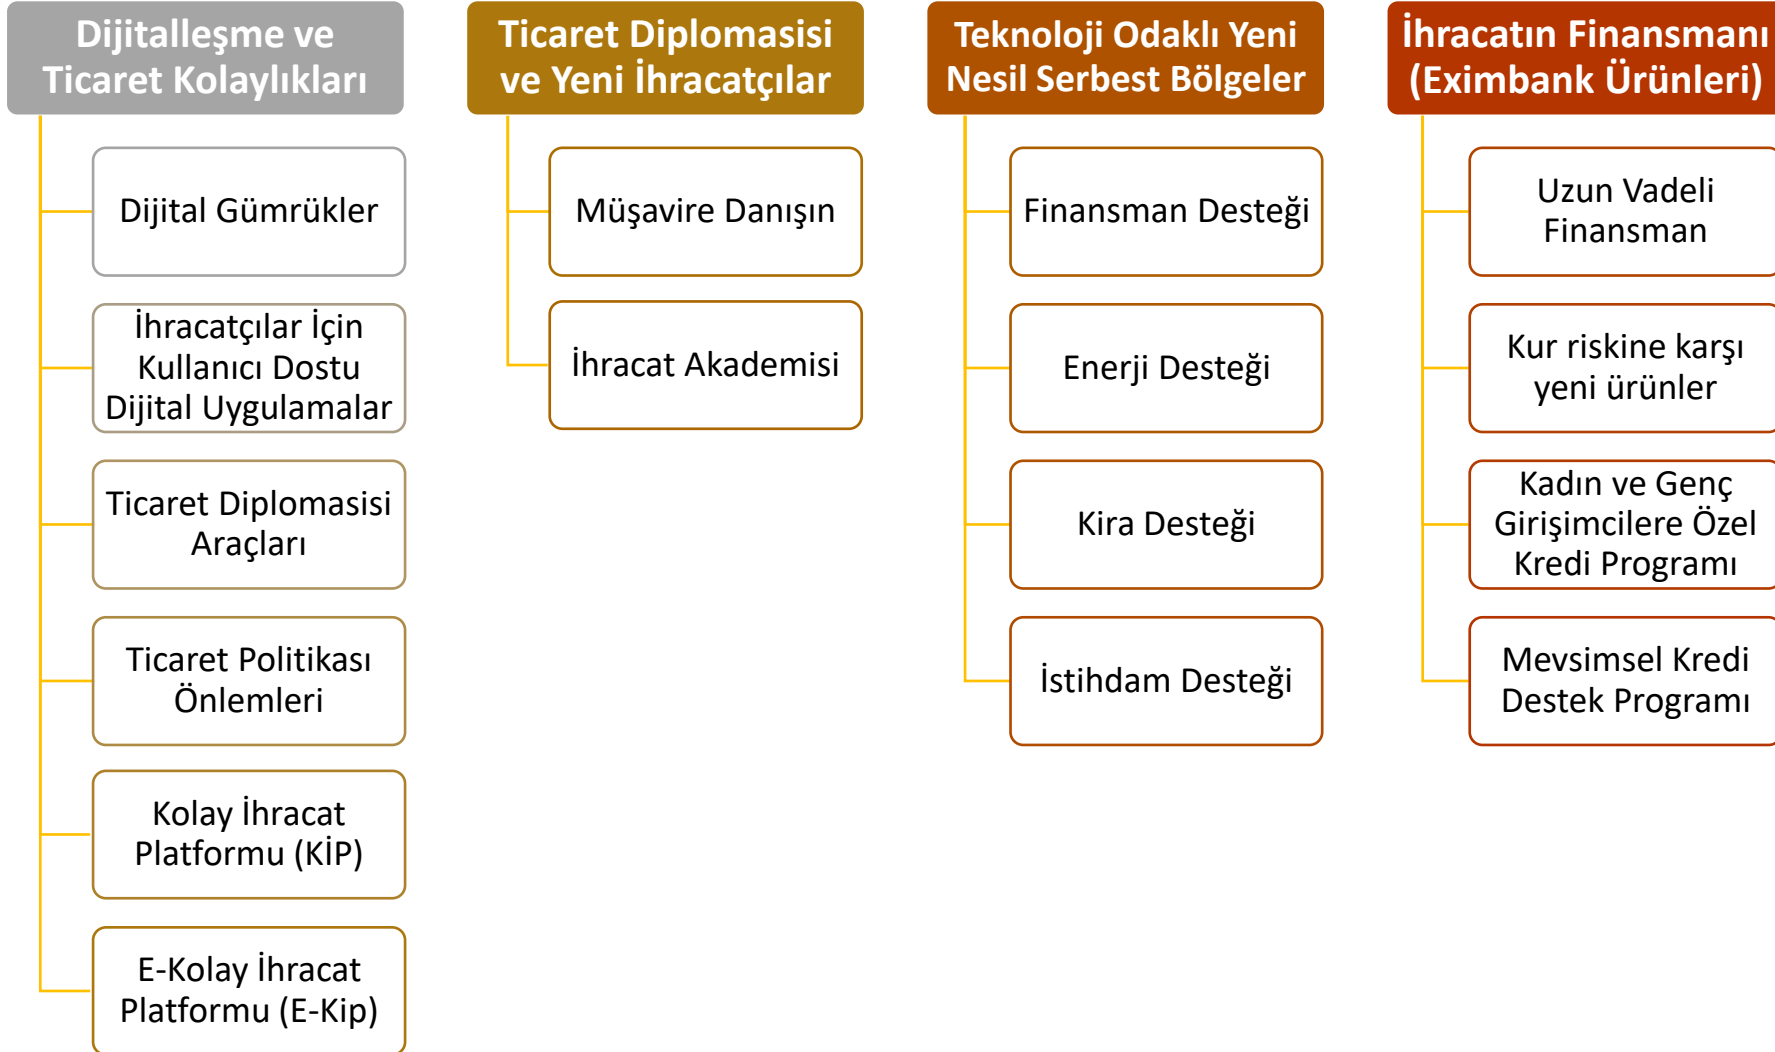 Dijitalleşme ve
Ticaret Kolaylıkları
Dijital Gümrükler
İhracatçılar İçin
Kullanıcı Dostu
Dijital Uygulamalar
Ticaret Diplomasisi
Araçları
Ticaret Politikası
Önlemleri
Kolay İhracat
Platformu (KİP)
E-Kolay İhracat
Platformu (E-Kip)
Ticaret Diplomasisi
ve Yeni İhracatçılar
Müşavire Danışın
İhracat Akademisi
Teknoloji Odaklı Yeni
Nesil Serbest Bölgeler
Finansman Desteği
Enerji Desteği
Kira Desteği
İstihdam Desteği
İhracatın Finansmanı
(Eximbank Ürünleri)
Uzun Vadeli
Finansman
Kur riskine karşı
yeni ürünler
Kadın ve Genç
Girişimcilere Özel
Kredi Programı
Mevsimsel Kredi
Destek Programı